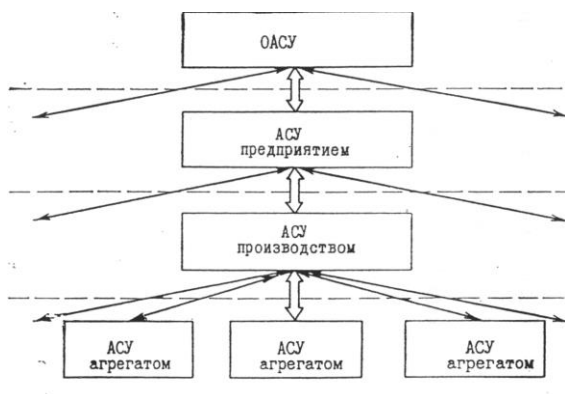 ОАСУ
АСУ
предприятием
АСУ
производством
АСУ
агрегатом
АСУ
агрегатом
АСУ
агрегатом